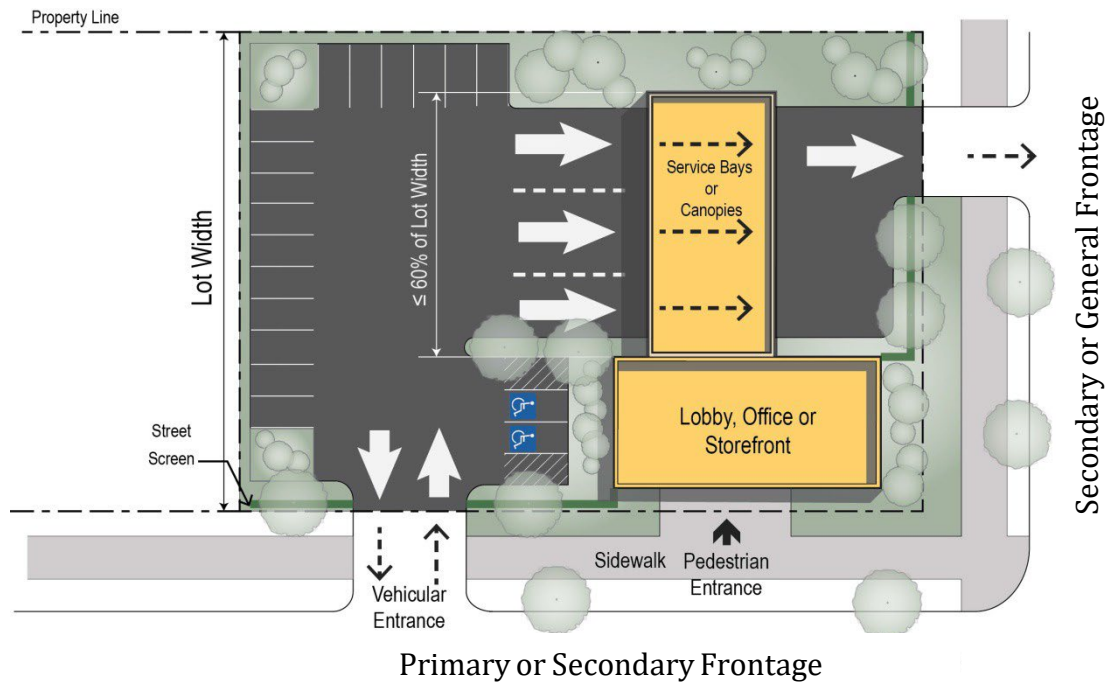 Property Line
Lot Width
≤ 60% of Lot Width
Service Bays
or
Canopies
Secondary or General Frontage
Lobby, Office or
Storefront
Street
Screen
Sidewalk
Pedestrian
Entrance
Vehicular
Entrance
Primary or Secondary Frontage